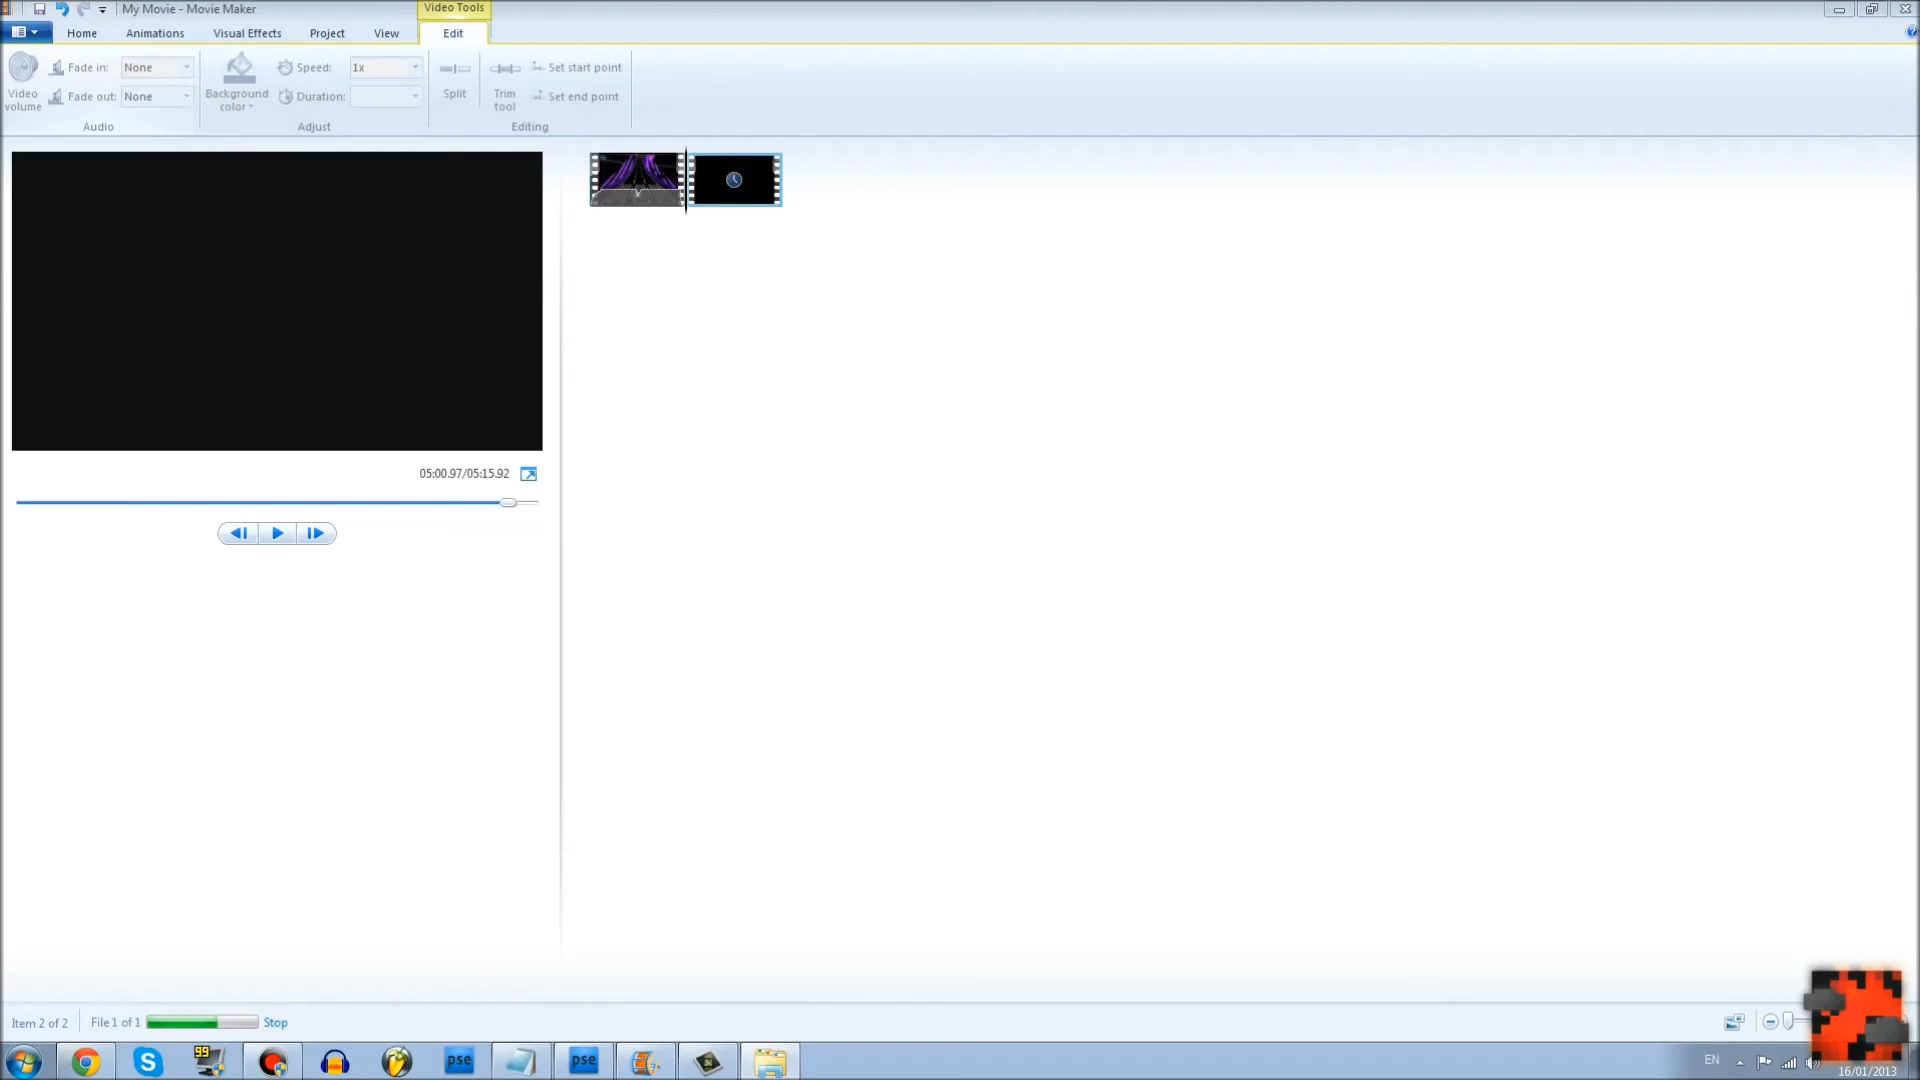 My Movie - Movie Maker
Video Tools
Home
Animations
Visual Effects
Project
View
Edit
Video volume
Fade in:
None
Fade out:
None
Audio
Background color
Speed:
1x
Duration:
Adjust
Split
Trim tool
Set start point
Set end point
Editing
05:00.97/05:15.92
Item 2 of 2
File 1 of 1
Stop
99
pse
pse
EN
16/01/2013